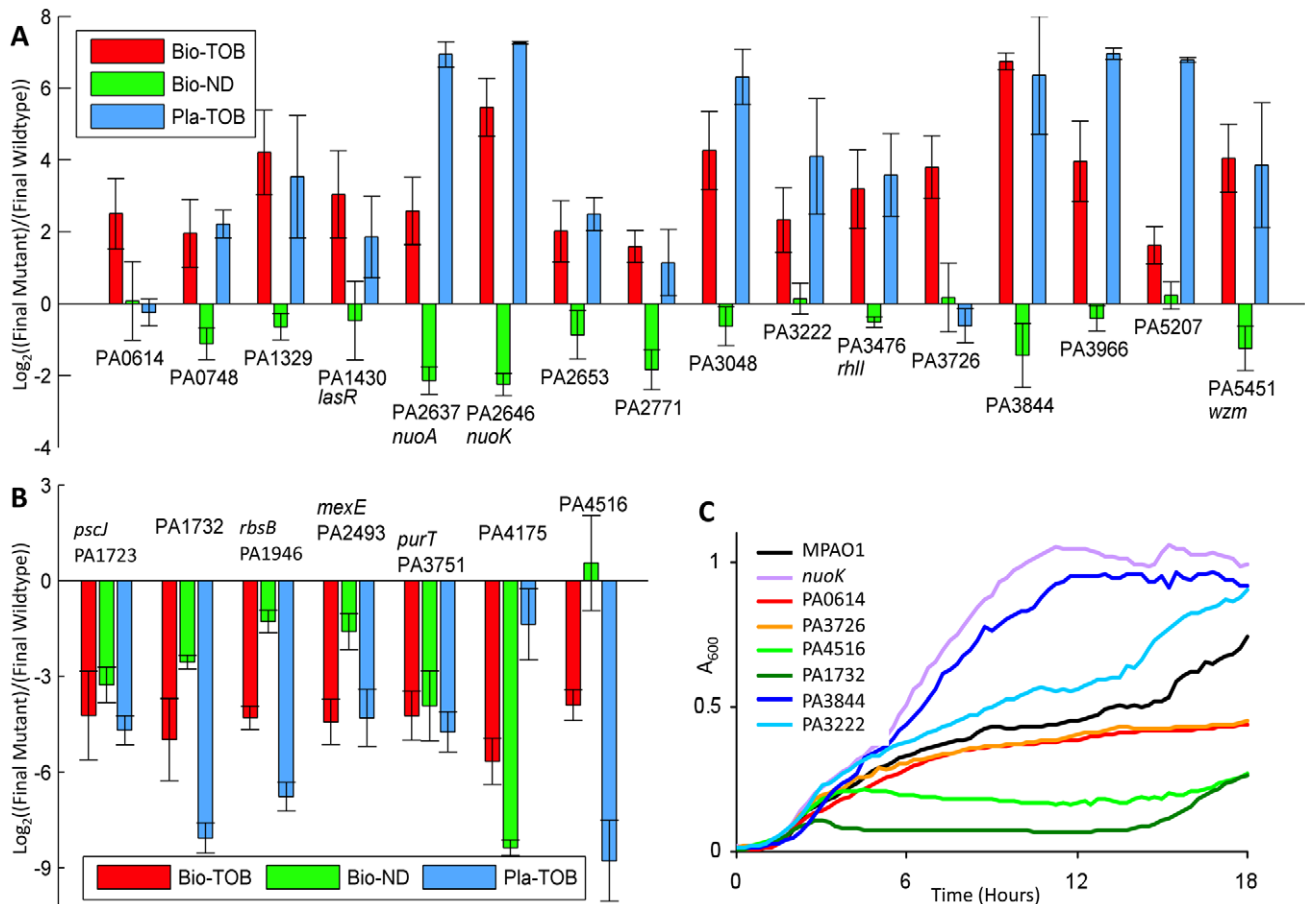 A
Bio-TOB
Bio-ND
Pla-TOB
Log2((Final Mutant)/(Final Wildtype))
8
6
4
2
0
-2
-4
PA0614
PA0748
PA1329
PA1430
lasR
PA2637
nuoA
PA2646
nuoK
PA2653
PA2771
PA3048
PA3222
PA3476
rhlI
PA3726
PA3844
PA3966
PA5207
PA5451
wzm
B
Log2((Final Mutant)/(Final Wildtype))
3
0
-3
-6
-9
pscJ
PA1723
PA1732
rbsB
PA1946
mexE
PA2493
purT
PA3751
PA4175
PA4516
Bio-TOB
Bio-ND
Pla-TOB
C
MPAO1
nuoK
PA0614
PA3726
PA4516
PA1732
PA3844
PA3222
A600
1
0.5
0
0
6
12
18
Time (Hours)